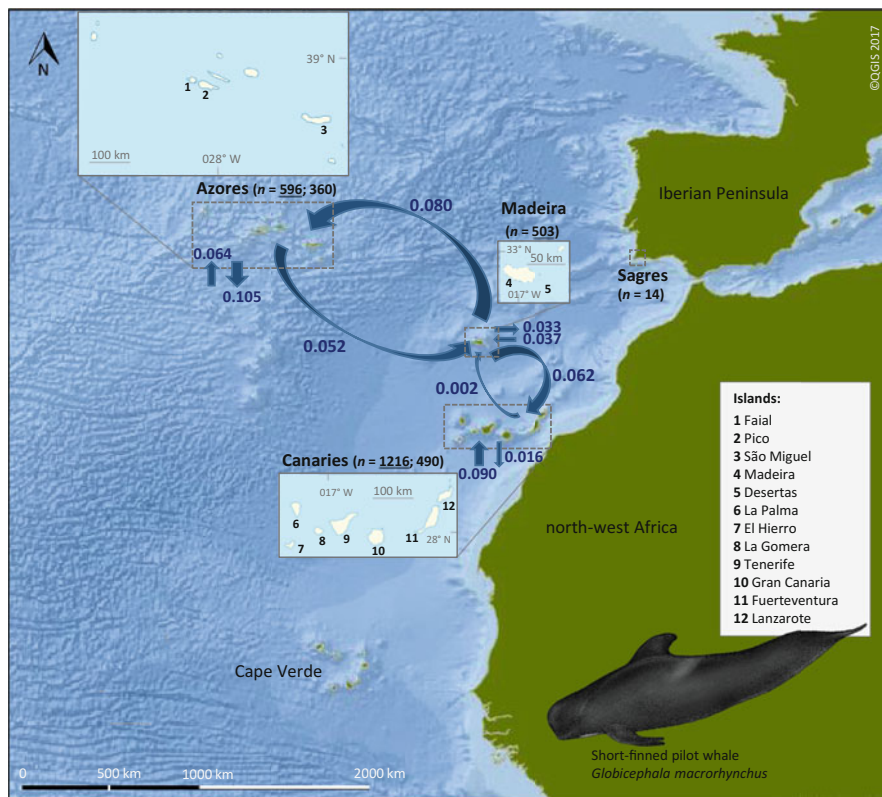 ©QGIS 2017
N
39° N
1
2
3
100 km
028° W
Azores (n = 596; 360)
0.080
Madeira
(n = 503)
33° N
50 km
4
5
017° W
Iberian Peninsula
Sagres
(n = 14)
0.064
0.105
0.052
0.033
0.037
0.002
0.062
0.016
0.090
Canaries (n = 1216; 490)
017° W
100 km
12
6
7
8
9
10
11
28° N
Islands:
1 Faial
2 Pico
3 São Miguel
4 Madeira
5 Desertas
6 La Palma
7 El Hierro
8 La Gomera
9 Tenerife
10 Gran Canaria
11 Fuerteventura
12 Lanzarote
north-west Africa
Cape Verde
Short-finned pilot whale
Globicephala macrorhynchus
0 500 km 1000 km 2000 km